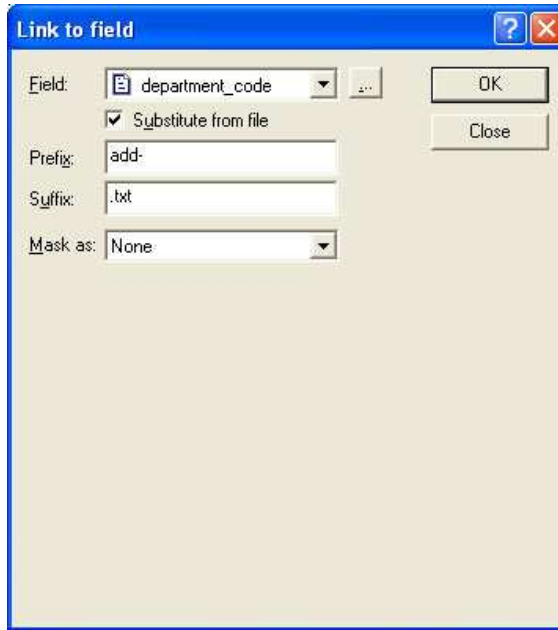 Link to field
Field: department_code ...
OK
Substitute from file
Close
Prefix: add-
Suffix: .txt
Mask as: None